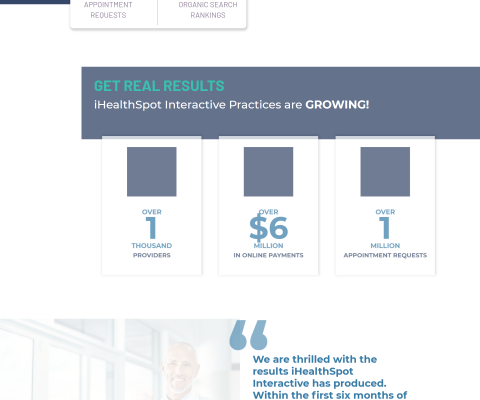 APPOINTMENT
REQUESTS
ORGANIC SEARCH
RANKINGS
GET REAL RESULTS
iHealthSpot Interactive Practices are GROWING!
OVER
1
THOUSAND
PROVIDERS
OVER
$6
MILLION
IN ONLINE PAYMENTS
OVER
1
MILLION
APPOINTMENT REQUESTS
“
We are thrilled with the
results iHealthSpot
Interactive has produced.
Within the first six months of